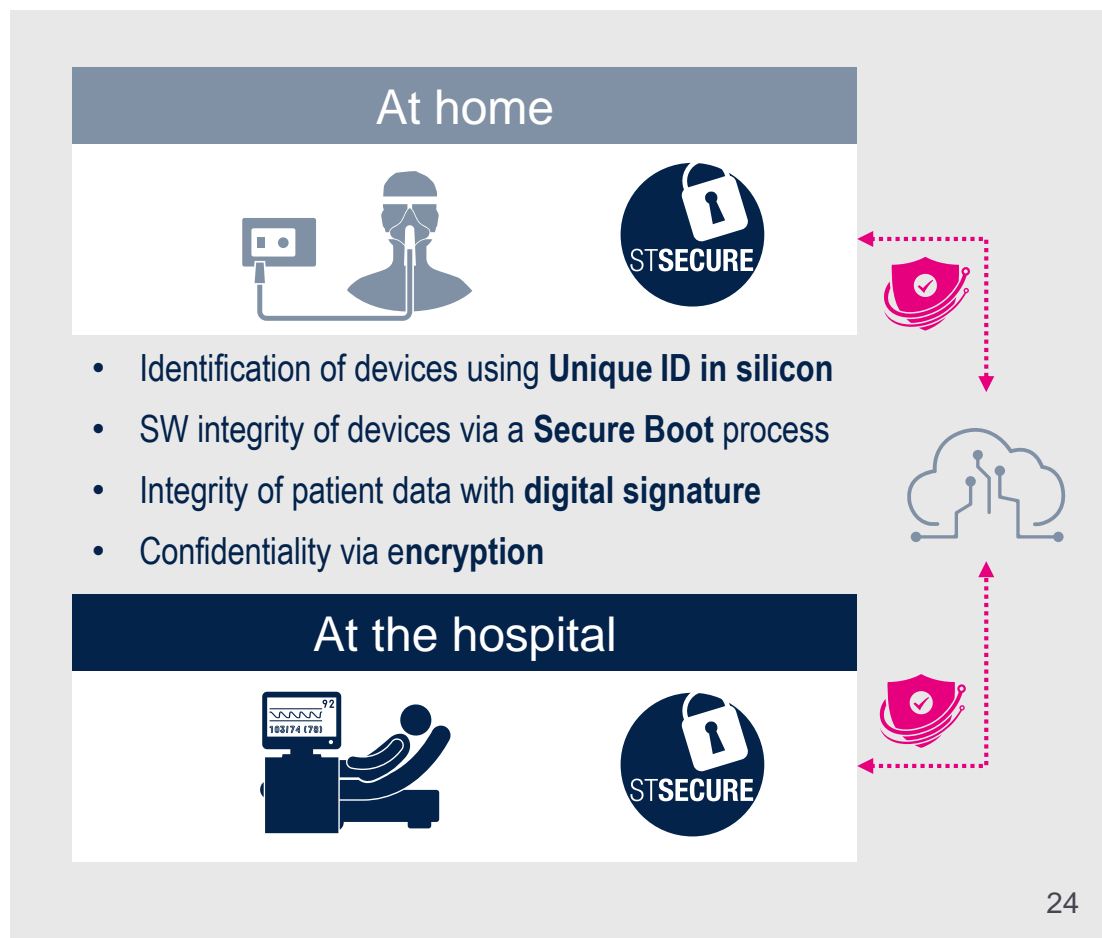 At home
STSECURE
• Identification of devices using Unique ID in silicon
• SW integrity of devices via a Secure Boot process
• Integrity of patient data with digital signature
• Confidentiality via encryption
At the hospital
92
103/74 (78)
STSECURE
24